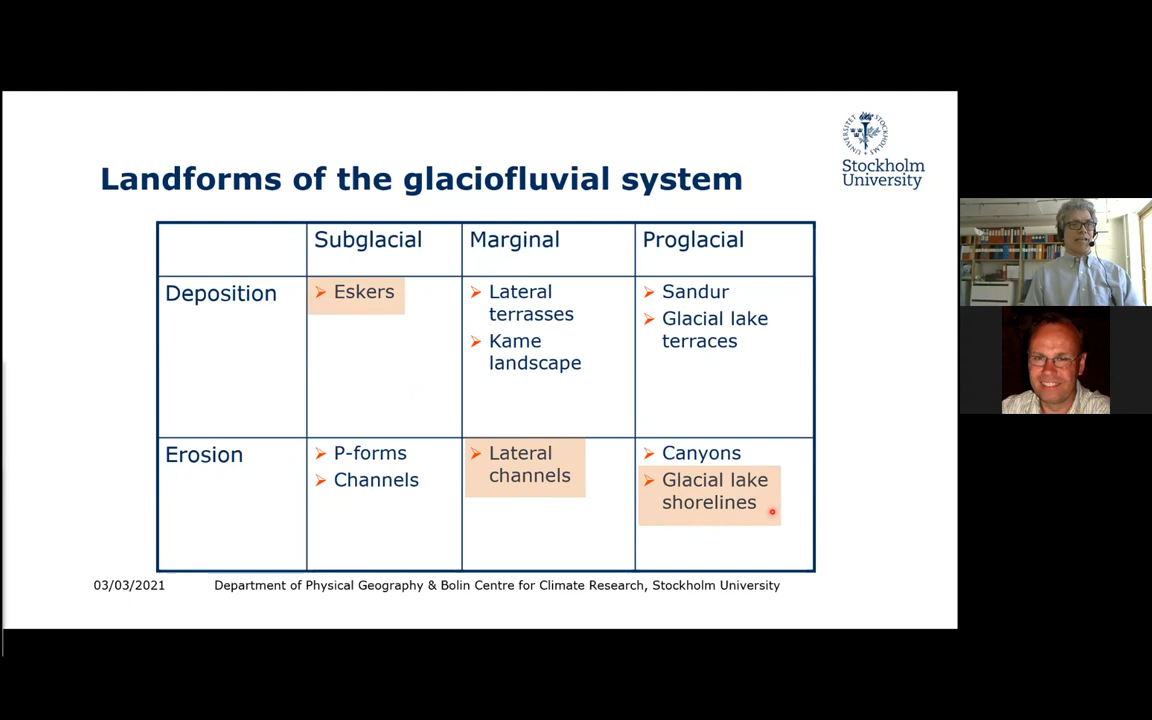 Stockholm
University
Landforms of the glaciofluvial system
Subglacial
Marginal
Proglacial
Deposition
Eskers
Lateral
terrasses
Kame
landscape
Sandur
Glacial lake
terraces
Erosion
P-forms
Channels
Lateral
channels
Canyons
Glacial lake
shorelines
03/03/2021
Department of Physical Geography & Bolin Centre for Climate Research, Stockholm University